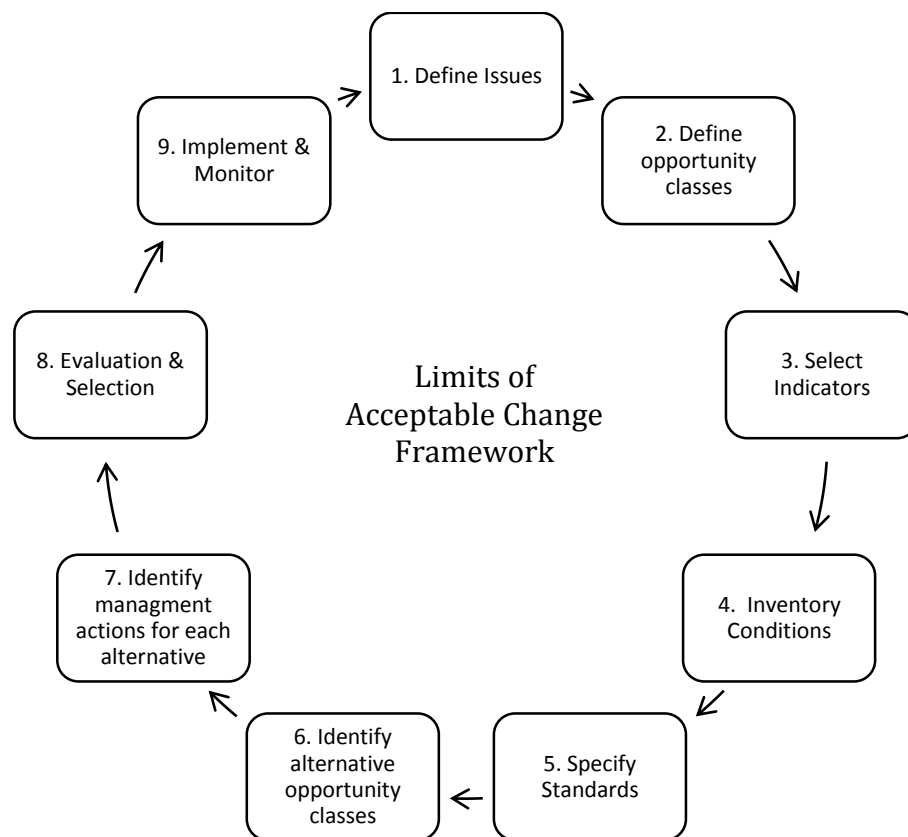 1. Define Issues
2. Define
opportunity
classes
3. Select
Indicators
4.  Inventory
Conditions
5. Specify
Standards
6. Identify
alternative
opportunity
classes
7. Identify
managment
actions for each
alternative
8. Evaluation &
Selection
9. Implement &
Monitor
Limits of
Acceptable Change
Framework